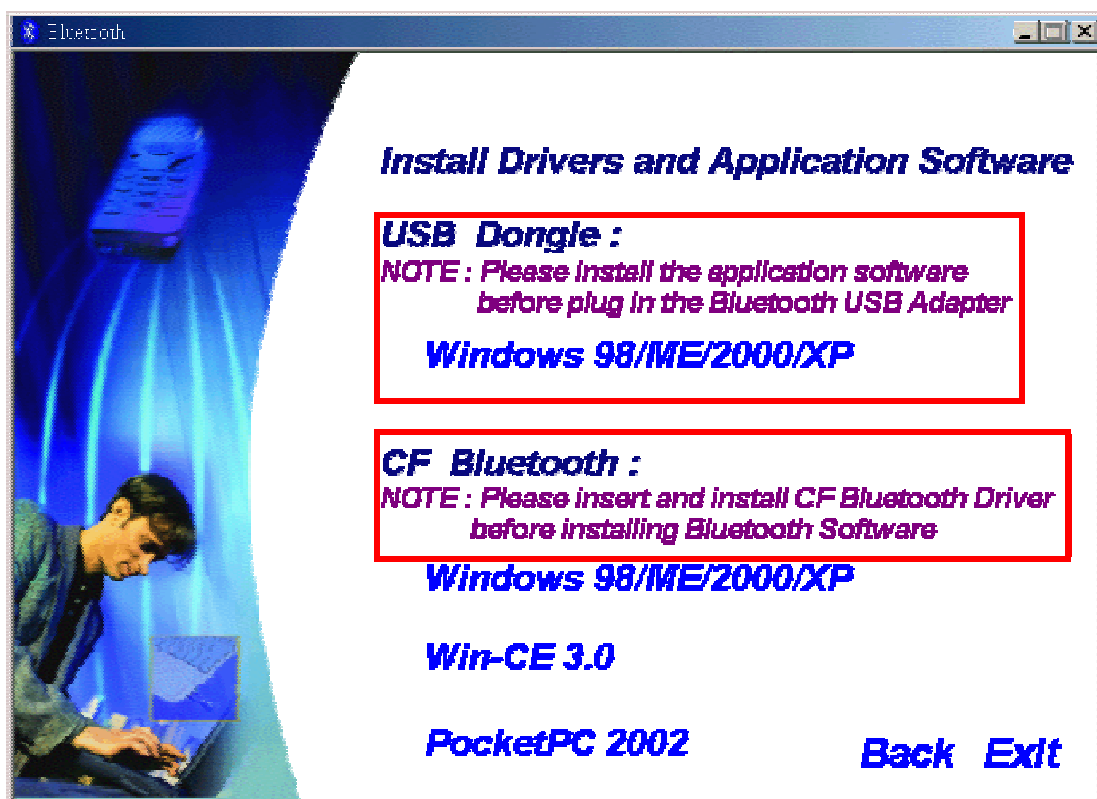 Bluetooth
Install Drivers and Application Software
USB Dongle :
NOTE : Please install the application software
before plug in the Bluetooth USB Adapter
Windows 98/ME/2000/XP
CF Bluetooth :
NOTE : Please insert and install CF Bluetooth Driver
before installing Bluetooth Software
Windows 98/ME/2000/XP
Win-CE 3.0
PocketPC 2002
Back Exit